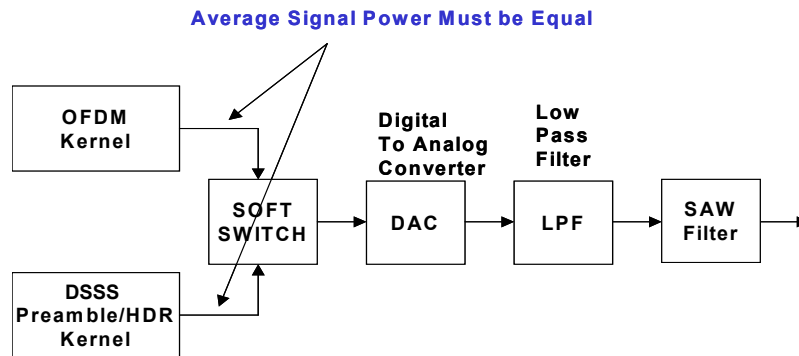 Average Signal Power Must be Equal
OFDM
Kernel
Digital
To Analog
Converter
Low
Pass
Filter
SOFT
SWITCH
DAC
LPF
SAW
Filter
DSSS
Preamble/HDR
Kernel